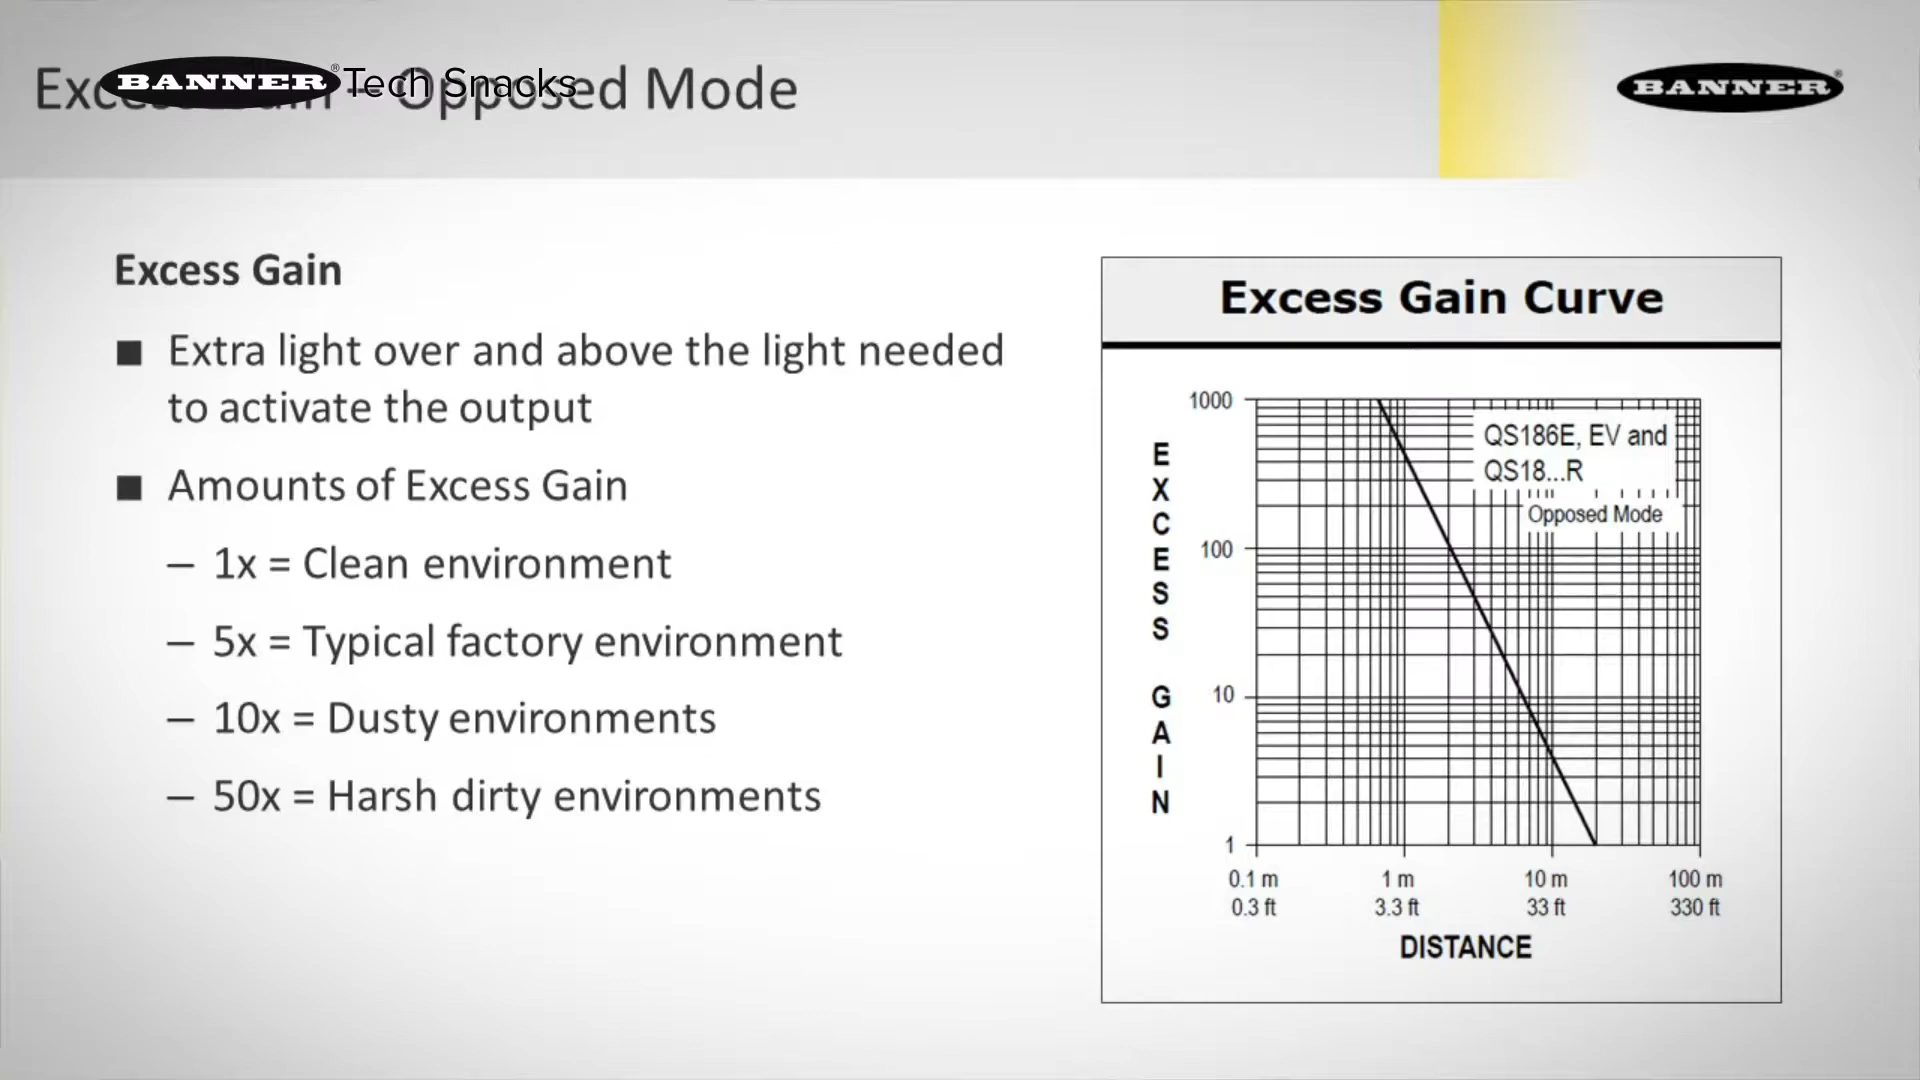 Excess Gain – Opposed Mode
BANNER® Tech Snacks
BANNER®
Excess Gain
■ Extra light over and above the light needed
to activate the output
■ Amounts of Excess Gain
– 1x = Clean environment
– 5x = Typical factory environment
– 10x = Dusty environments
– 50x = Harsh dirty environments
Excess Gain Curve
EXCESS GAIN
1000
100
10
1
QS186E, EV and
QS18...R
Opposed Mode
0.1 m 1 m 10 m 100 m
0.3 ft 3.3 ft 33 ft 330 ft
DISTANCE